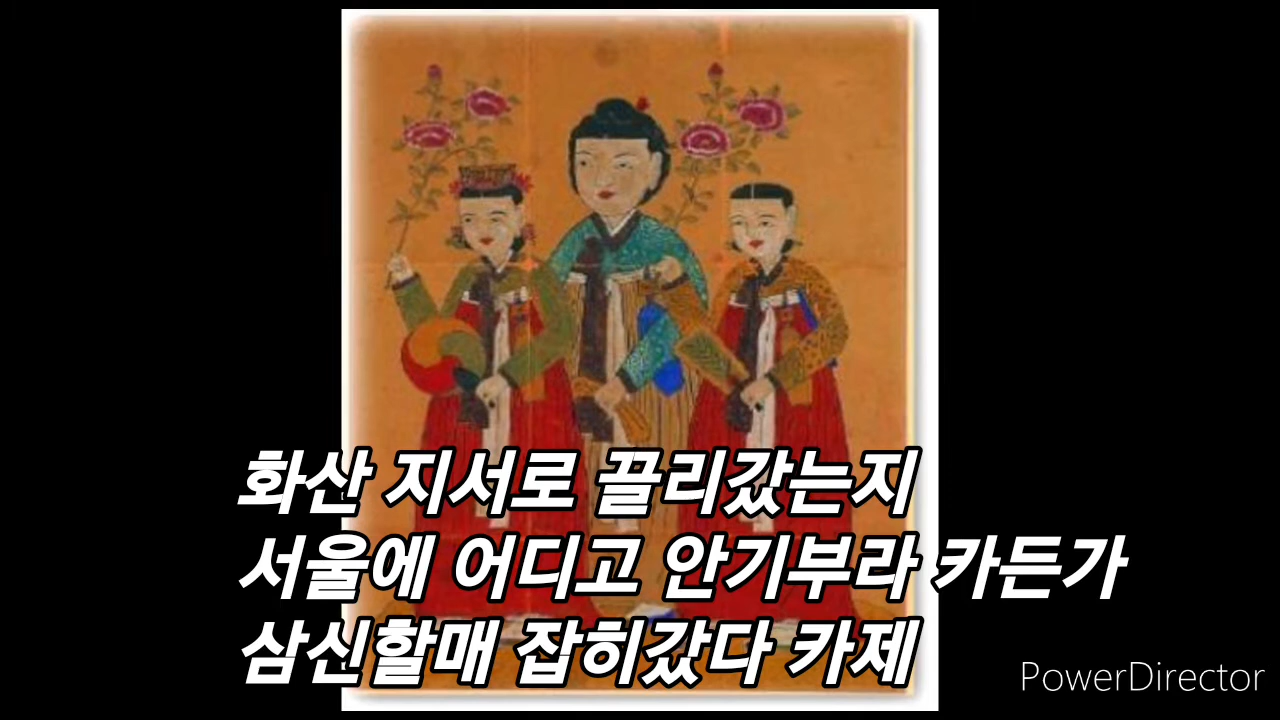 화산 지서로 끌리갔는지
서울에 어디고 안기부라 카든가
삼신할매 잡히갔다 카제
PowerDirector